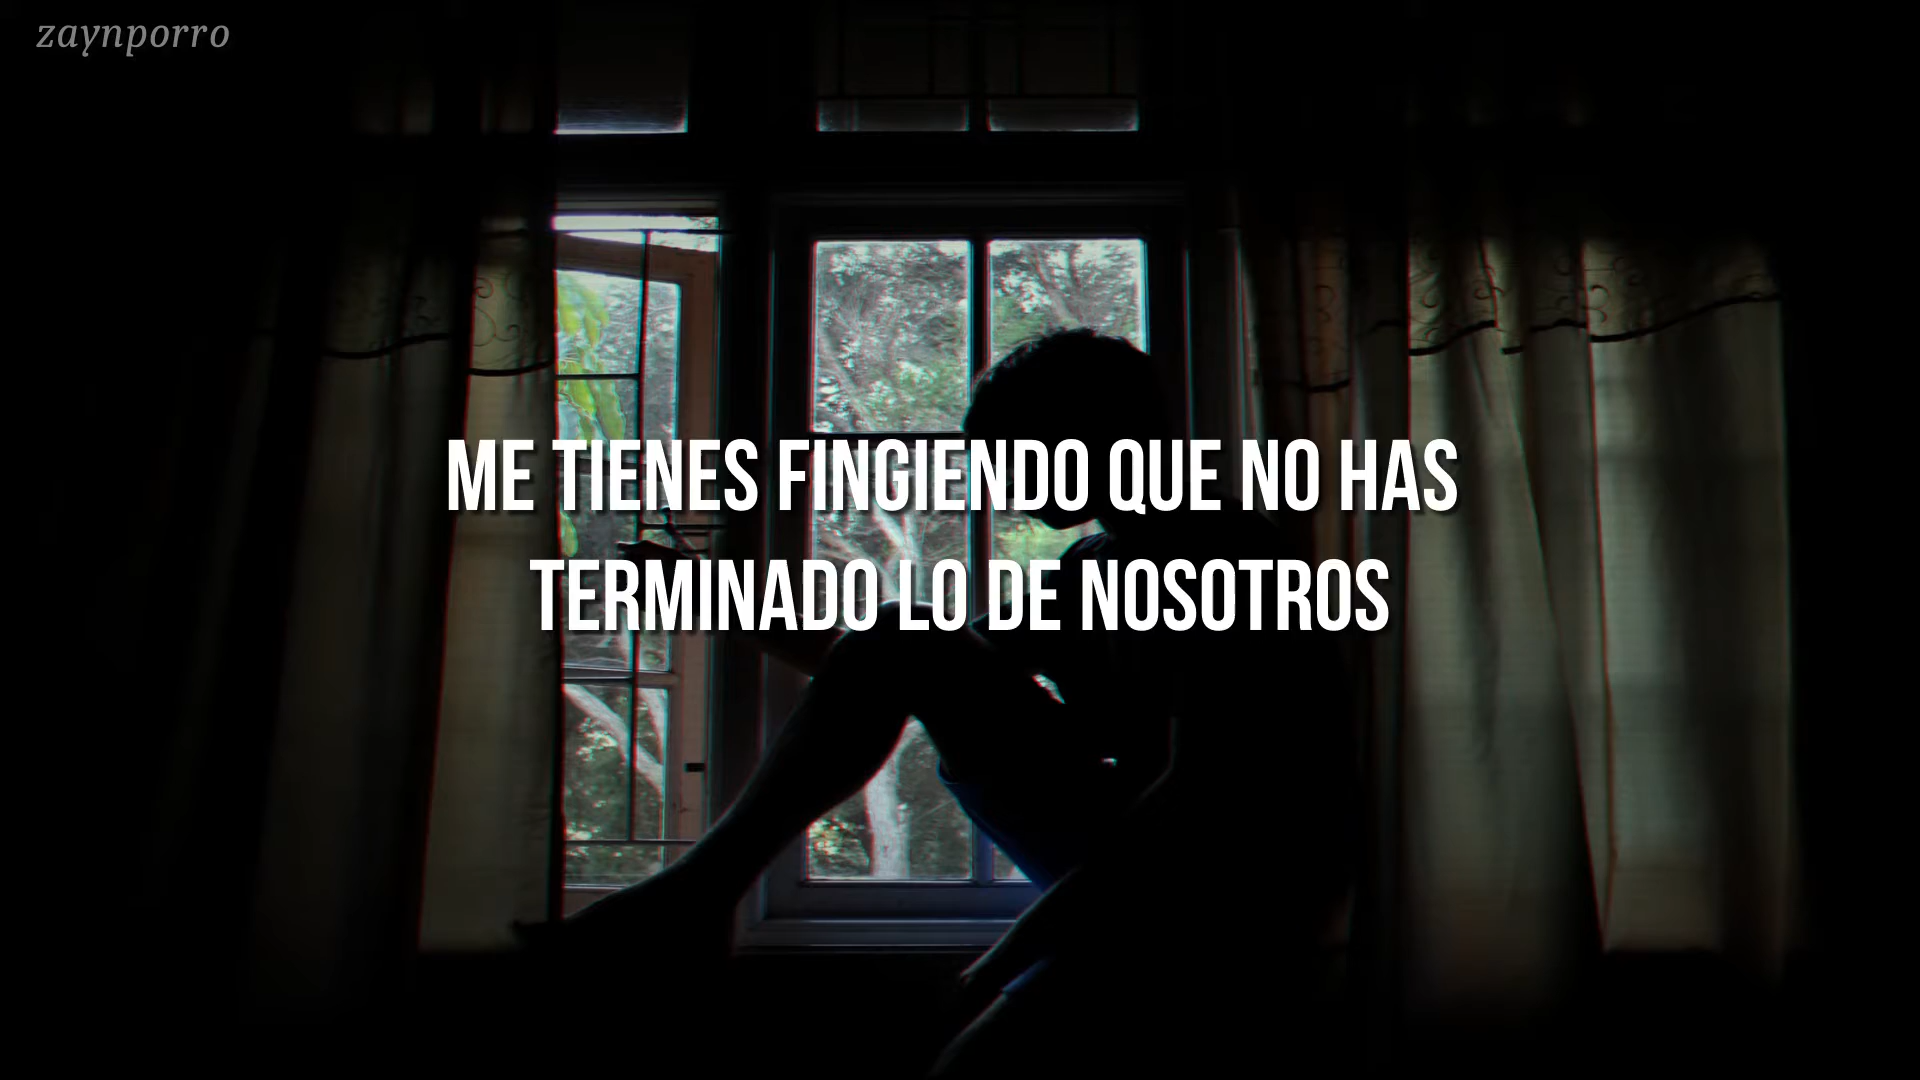 zaynporro
ME TIENES FINGIENDO QUE NO HAS
TERMINADO LO DE NOSOTROS